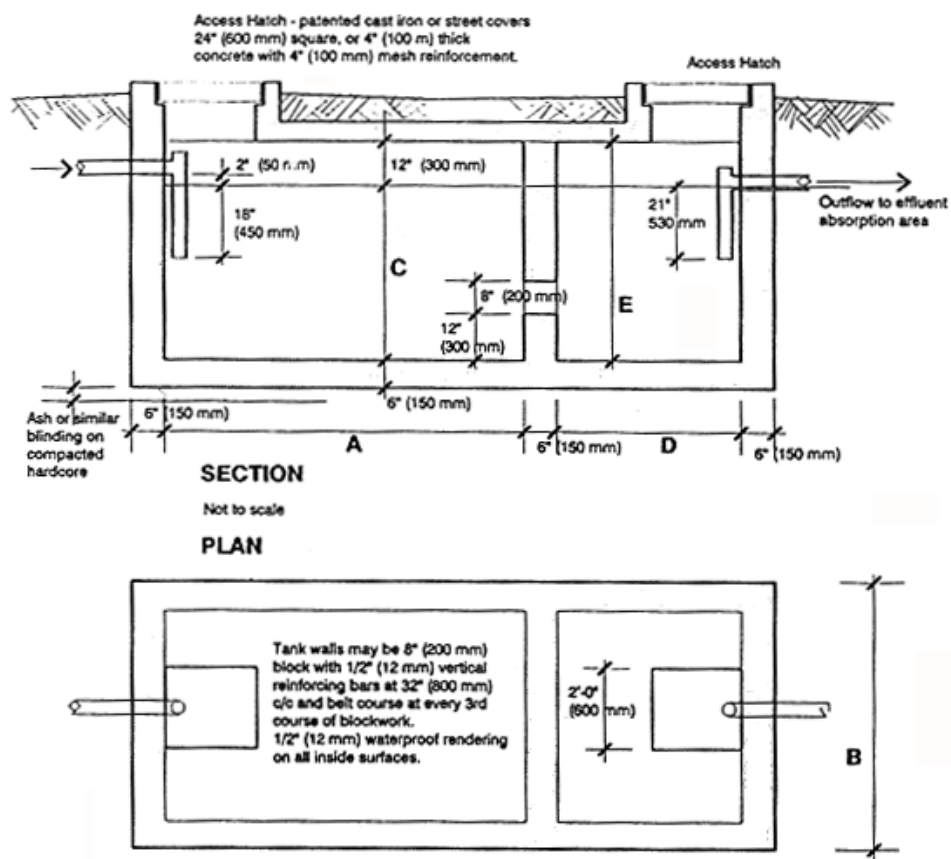 Access Hatch - patented cast iron or street covers
24" (600 mm) square, or 4" (100 m) thick
concrete with 4" (100 mm) mesh reinforcement.
Access Hatch
2" (50 mm)
12" (300 mm)
18"
(450 mm)
21"
530 mm
Outflow to effluent
absorption area
C
8" (200 mm)
E
12"
(300 mm)
6" (150 mm)
6" (150 mm)
Ash or similar
blinding on
compacted
hardcore
A
6" (150 mm)
D
6" (150 mm)
SECTION
Not to scale
PLAN
Tank walls may be 8" (200 mm)
block with 1/2" (12 mm) vertical
reinforcing bars at 32" (800 mm)
c/c and belt course at every 3rd
course of blockwork.
1/2" (12 mm) waterproof rendering
on all inside surfaces.
2'-0"
(600 mm)
B